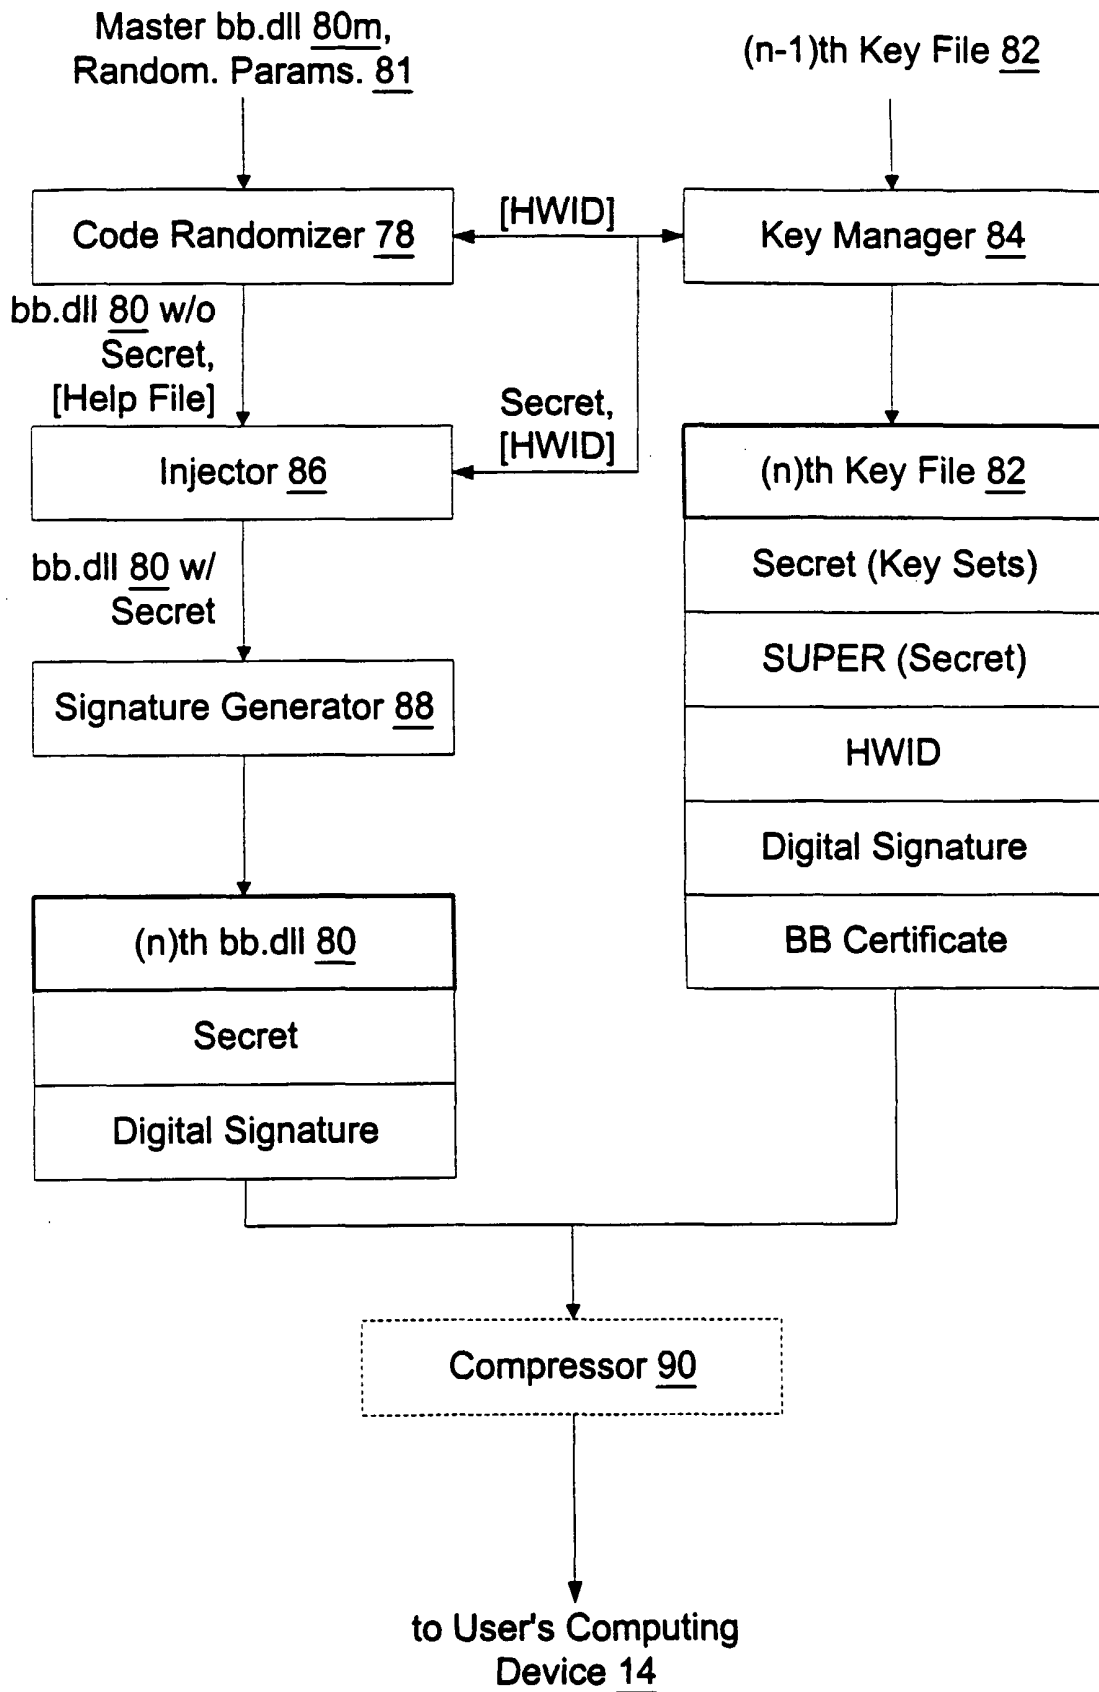 Master bb.dll 80m,
Random. Params. 81
(n-1)th Key File 82
Code Randomizer 78
[HWID]
Key Manager 84
bb.dll 80 w/o
Secret,
[Help File]
Secret,
[HWID]
Injector 86
(n)th Key File 82
Secret (Key Sets)
bb.dll 80 w/
Secret
SUPER (Secret)
Signature Generator 88
HWID
Digital Signature
(n)th bb.dll 80
BB Certificate
Secret
Digital Signature
Compressor 90
to User's Computing
Device 14